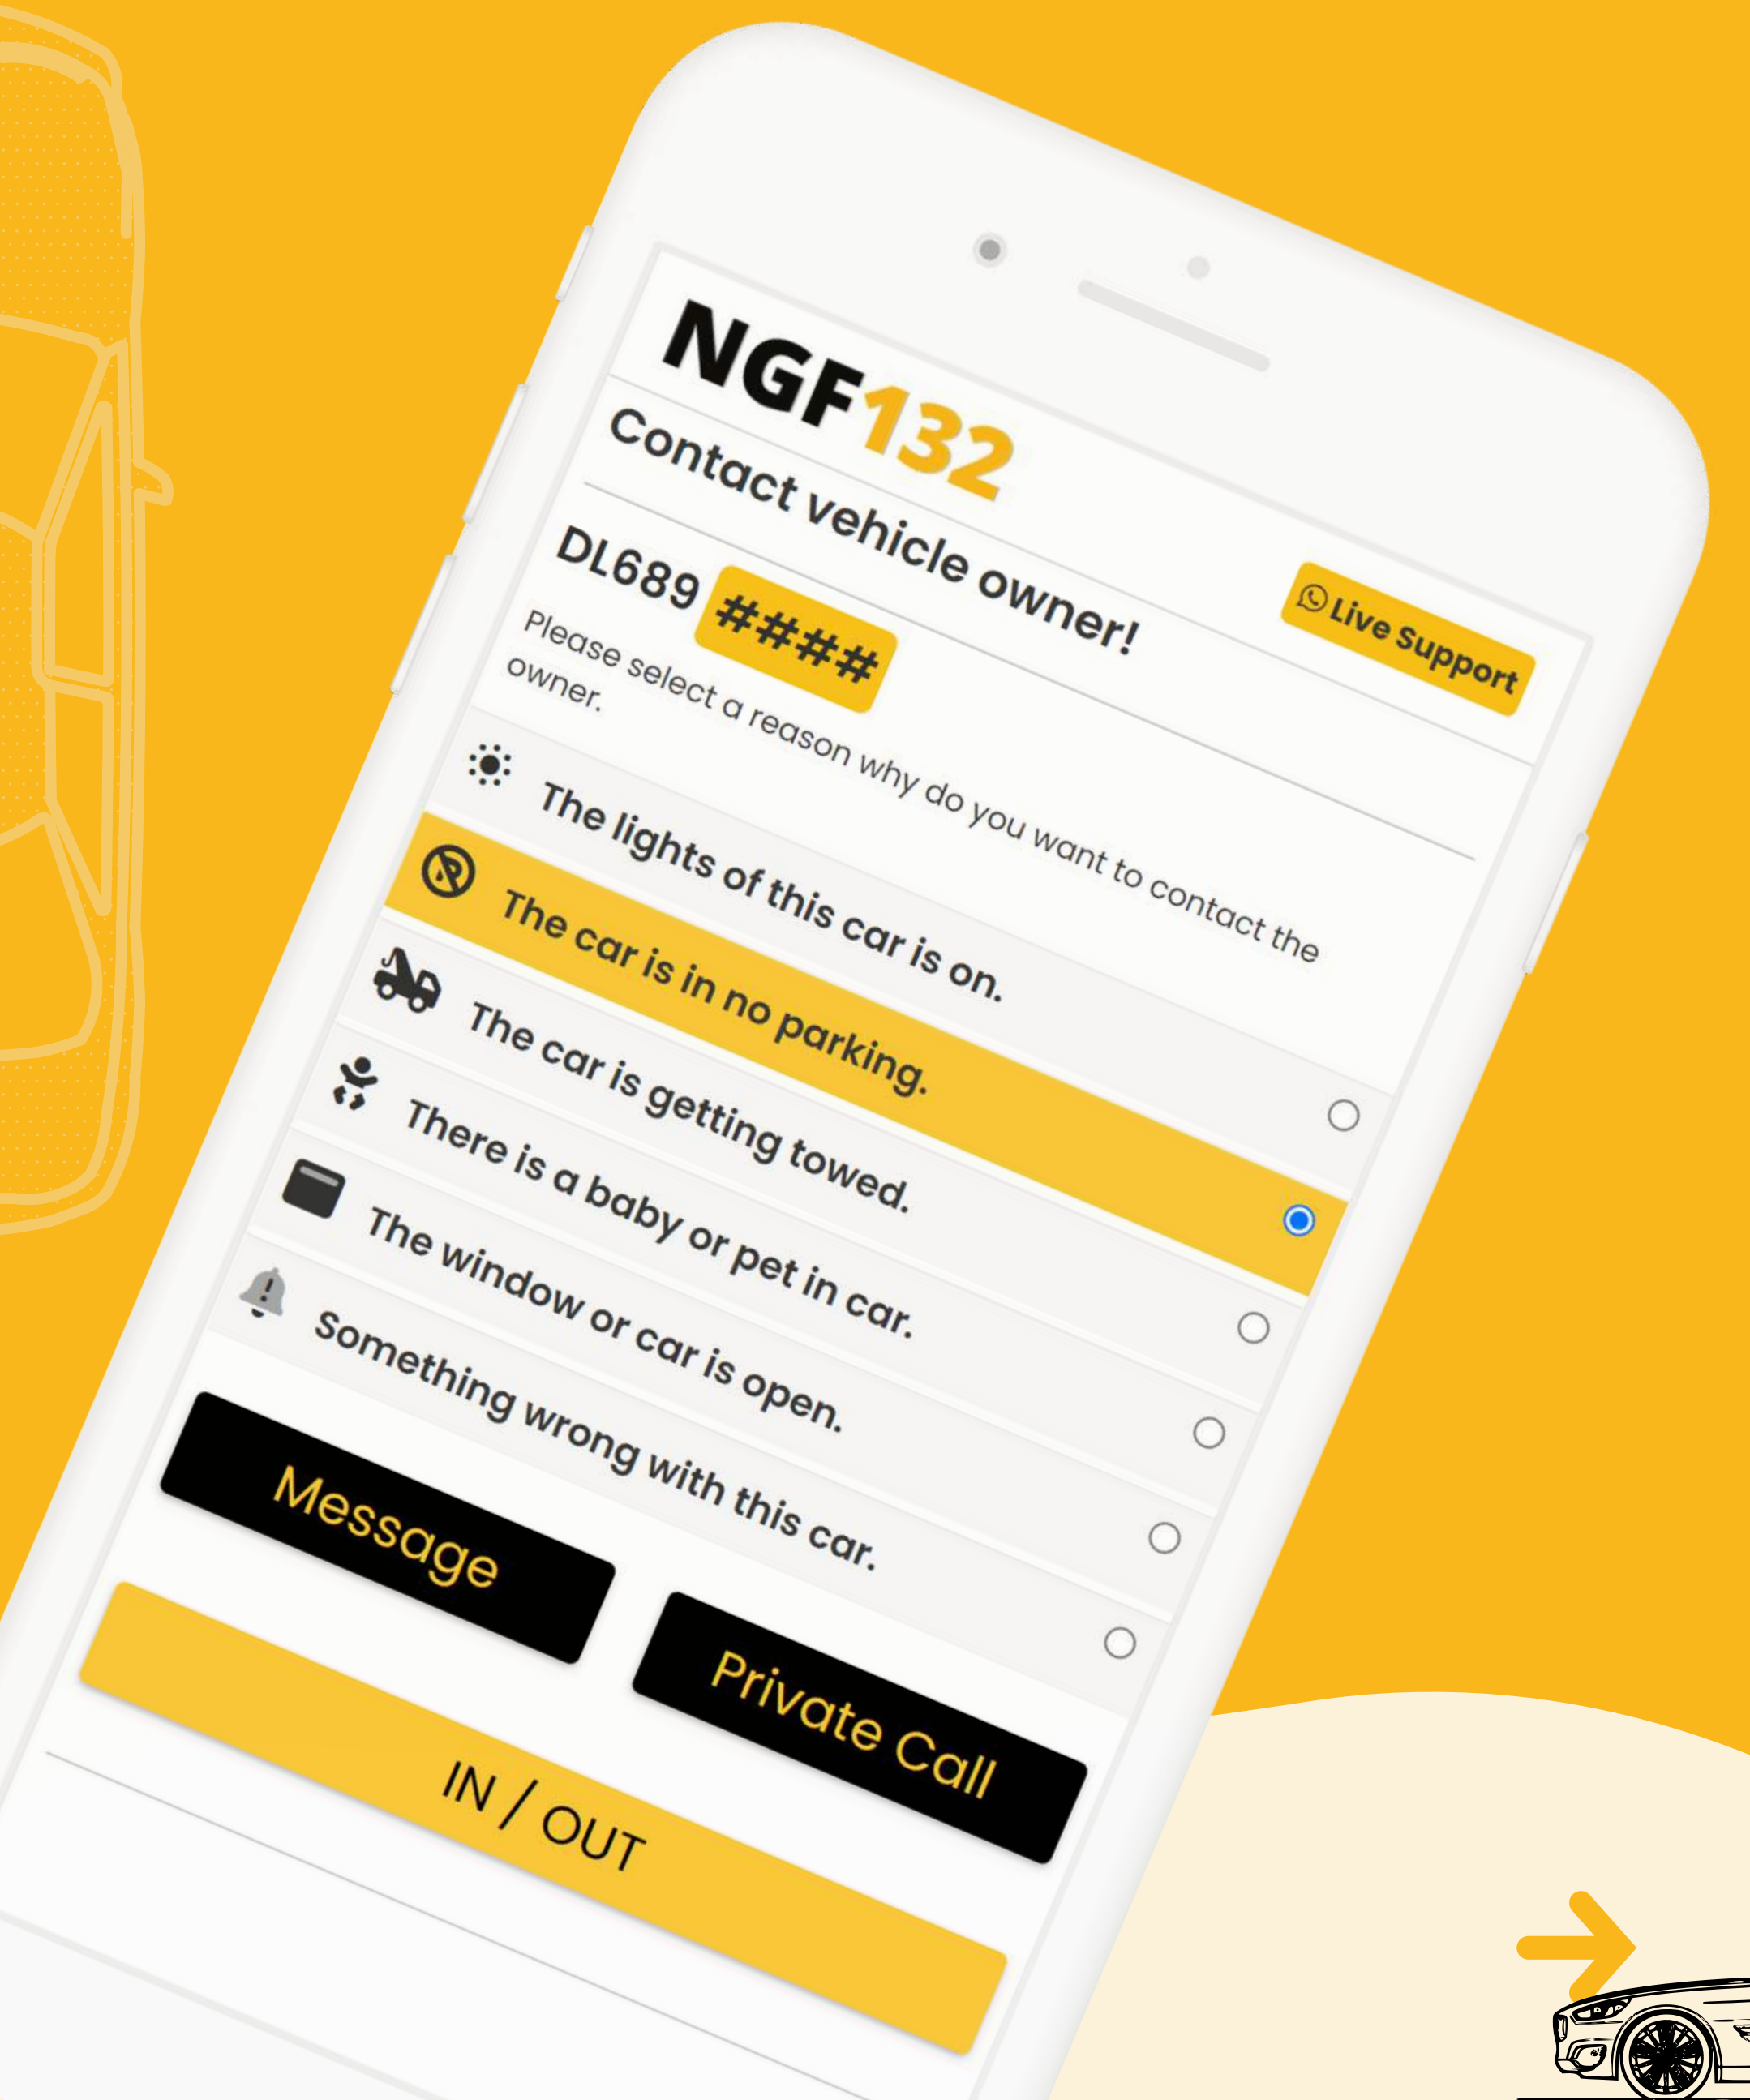 NGF132
Live Support
Contact vehicle owner!
DL689 ####
Please select a reason why do you want to contact the
owner.
The lights of this car is on.
The car is in no parking.
The car is getting towed.
There is a baby or pet in car.
The window or car is open.
Something wrong with this car.
Message
Private Call
IN / OUT